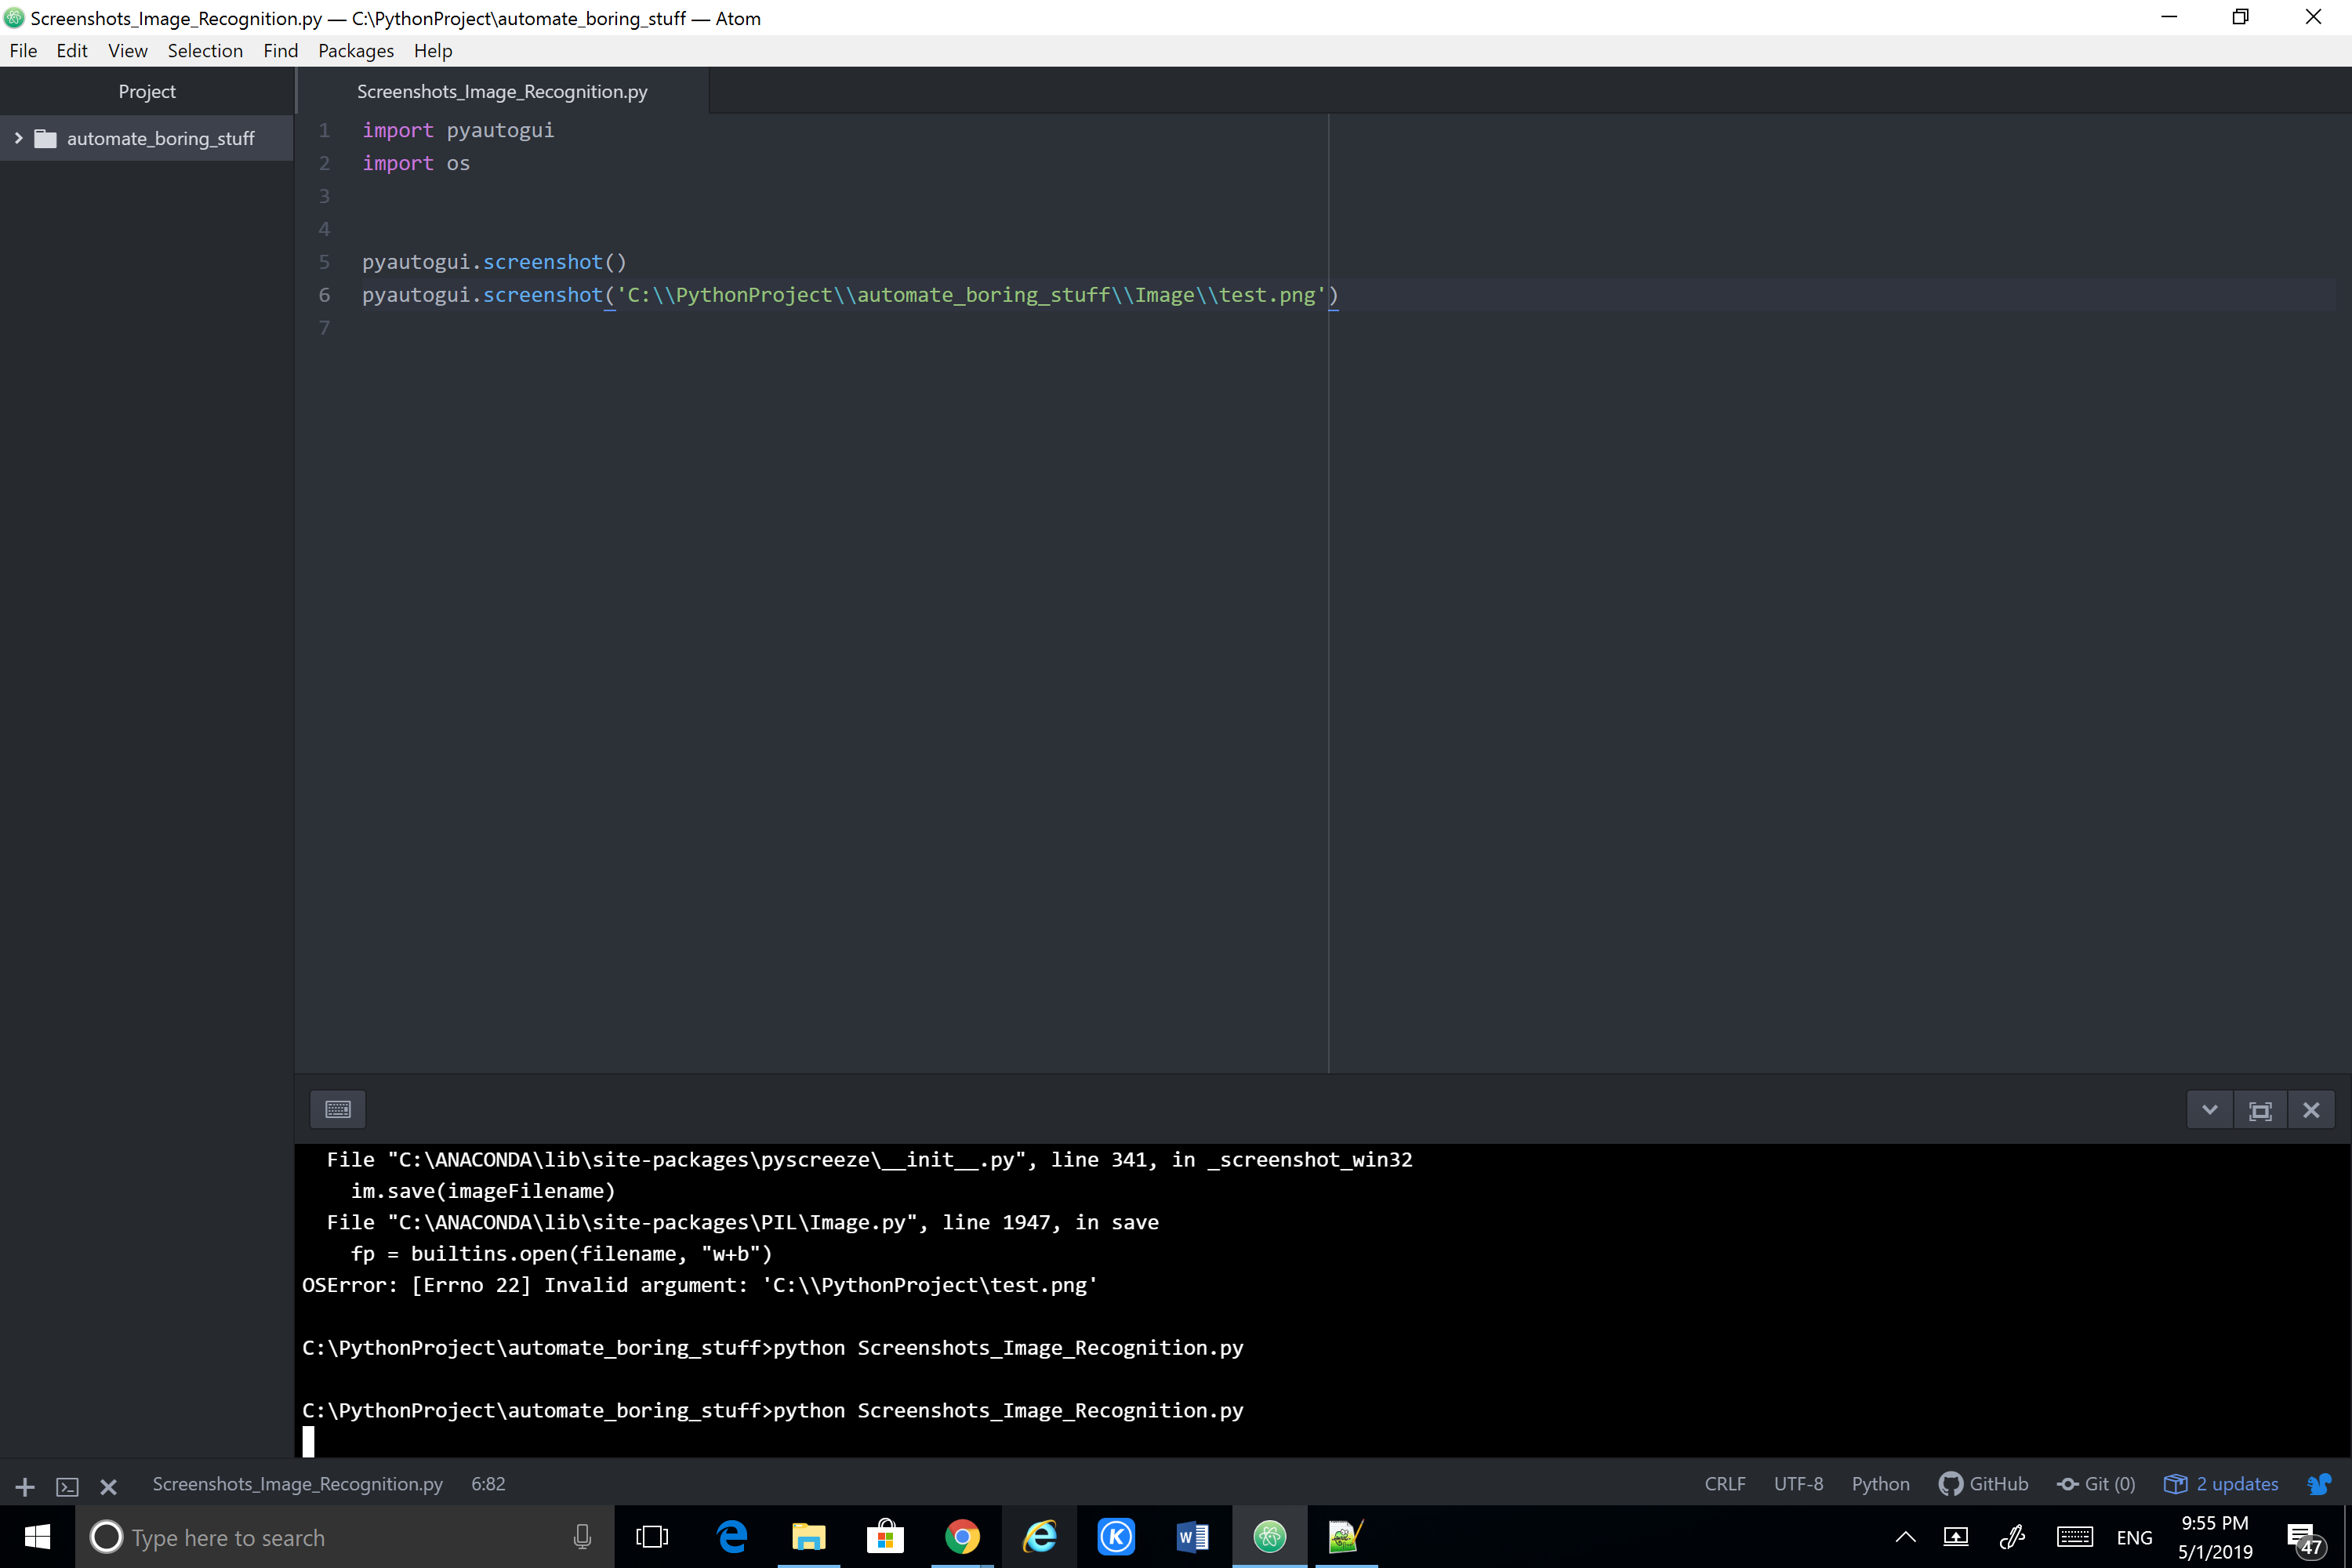 Screenshots_Image_Recognition.py — C:\PythonProject\automate_boring_stuff — Atom
File Edit View Selection Find Packages Help
Project
Screenshots_Image_Recognition.py
automate_boring_stuff
1 import pyautogui
2 import os
3
4
5 pyautogui.screenshot()
6 pyautogui.screenshot('C:\\PythonProject\\automate_boring_stuff\\Image\\test.png')
7
File "C:\ANACONDA\lib\site-packages\pyscreeze\__init__.py", line 341, in _screenshot_win32
im.save(imageFilename)
File "C:\ANACONDA\lib\site-packages\PIL\Image.py", line 1947, in save
fp = builtins.open(filename, "w+b")
OSError: [Errno 22] Invalid argument: 'C:\\PythonProject\test.png'
C:\PythonProject\automate_boring_stuff>python Screenshots_Image_Recognition.py
C:\PythonProject\automate_boring_stuff>python Screenshots_Image_Recognition.py
Screenshots_Image_Recognition.py 6:82 CRLF UTF-8 Python GitHub Git (0) 2 updates
Type here to search
ENG
9:55 PM
5/1/2019
47